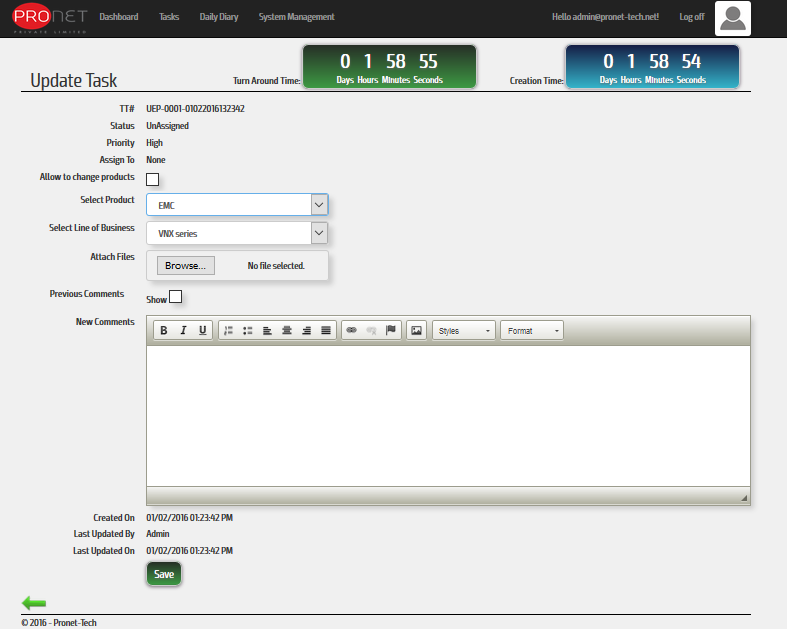 PRONET
PRIVATE LIMITED
Dashboard Tasks Daily Diary System Management Hello admin@pronet-tech.net! Log off
Update Task
Turn Around Time: 0 1 58 55
Days Hours Minutes Seconds
Creation Time: 0 1 58 54
Days Hours Minutes Seconds
TT# UEP-0001-01022016132342
Status UnAssigned
Priority High
Assign To None
Allow to change products
Select Product EMC
Select Line of Business VNX series
Attach Files Browse... No file selected.
Previous Comments Show
New Comments
B I U Styles Format
Created On 01/02/2016 01:23:42 PM
Last Updated By Admin
Last Updated On 01/02/2016 01:23:42 PM
Save
© 2016 - Pronet-Tech